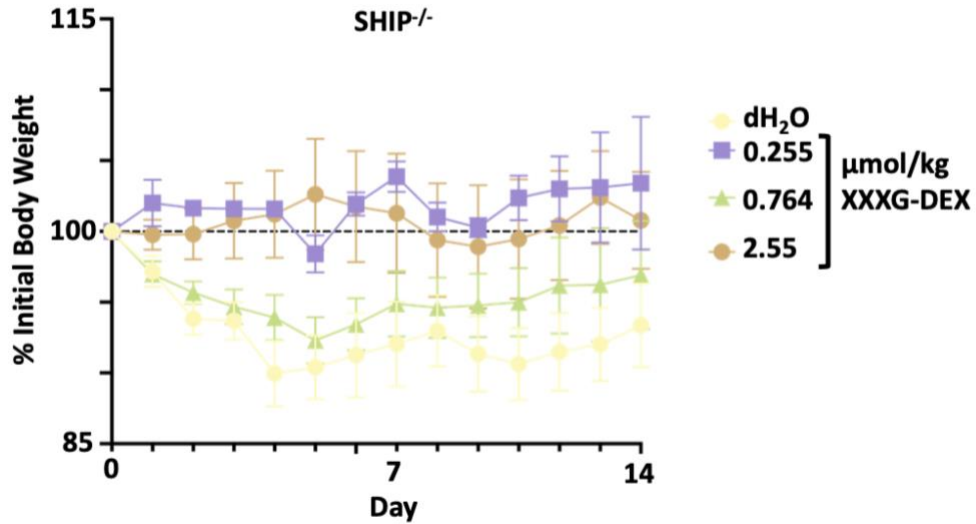 SHIP-/-
115
100
85
% Initial Body Weight
0
7
14
Day
dH2O
0.255
0.764
2.55
µmol/kg
XXXG-DEX